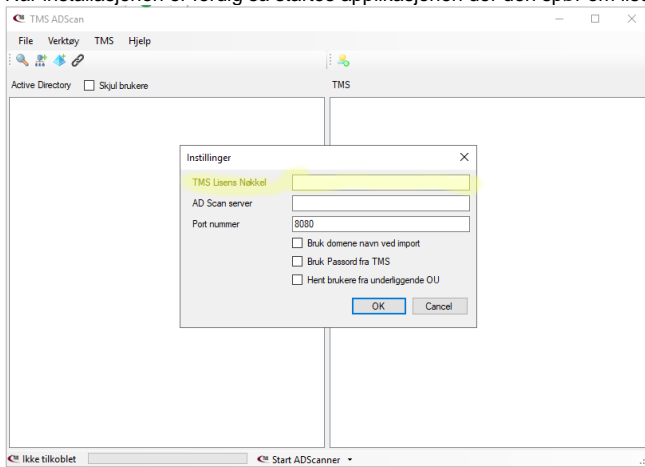 TMS ADScan
File Verktøy TMS Hjelp
Active Directory Skjul brukere TMS
Instillinger
TMS Lisens Nøkkel
AD Scan server
Port nummer 8080
Bruk domene navn ved import
Bruk Passord fra TMS
Hent brukere fra underliggende OU
OK Cancel
Ikke tilkoblet Start ADScanner